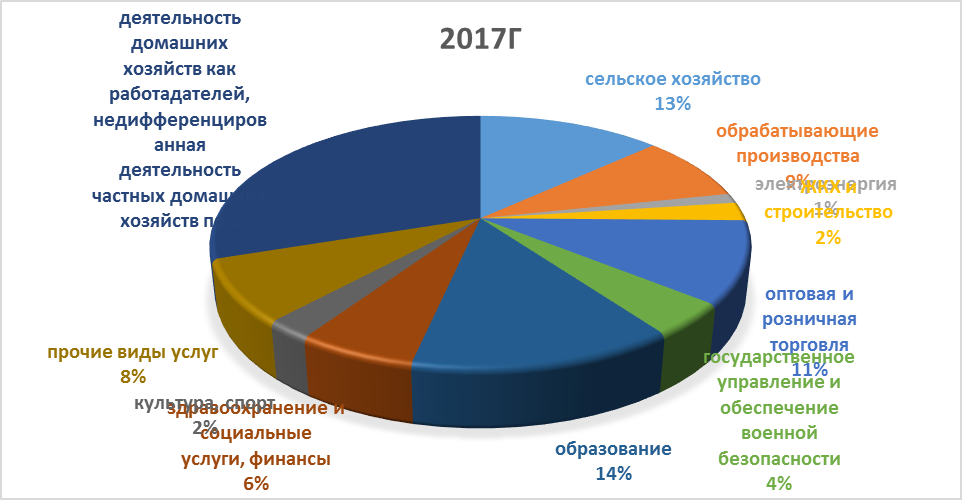 2017Г
деятельность
домашних
хозяйств как
работадателей,
недифференциров
анная
деятельность
частных домашних
хозяйств п
сельское хозяйство
13%
обрабатывающие
производства
9%
электроэнергия
1%
ЖКХ и
строительство
2%
оптовая и
розничная
торговля
11%
государственное
управление и
обеспечение
военной
безопасности
4%
образование
14%
здравоохранение и
социальные
услуги, финансы
6%
культура, спорт
2%
прочие виды услуг
8%